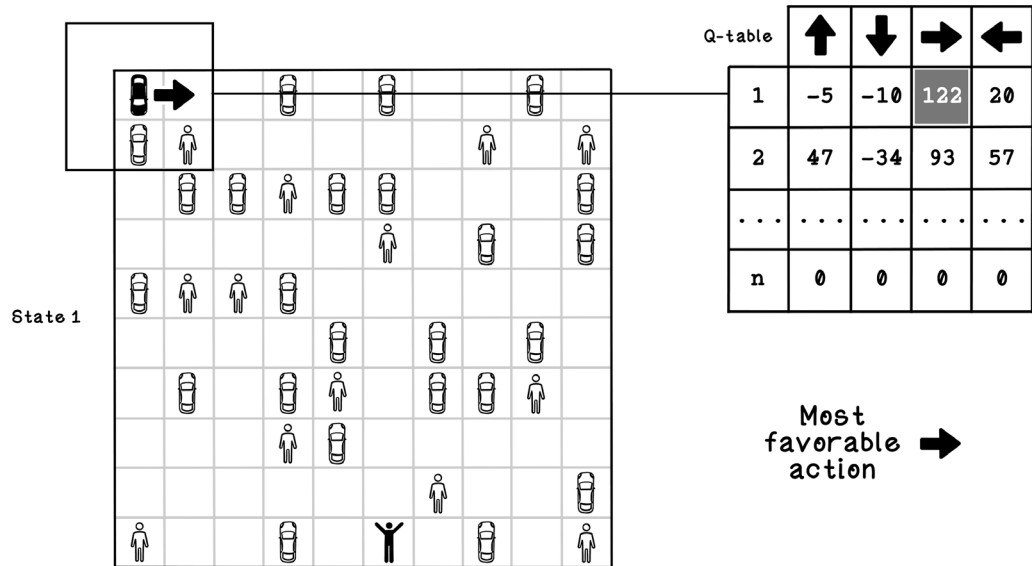 Q-table
1 -5 -10 122 20
2 47 -34 93 57
... ... ... ... ...
n 0 0 0 0
State 1
Most
favorable
action